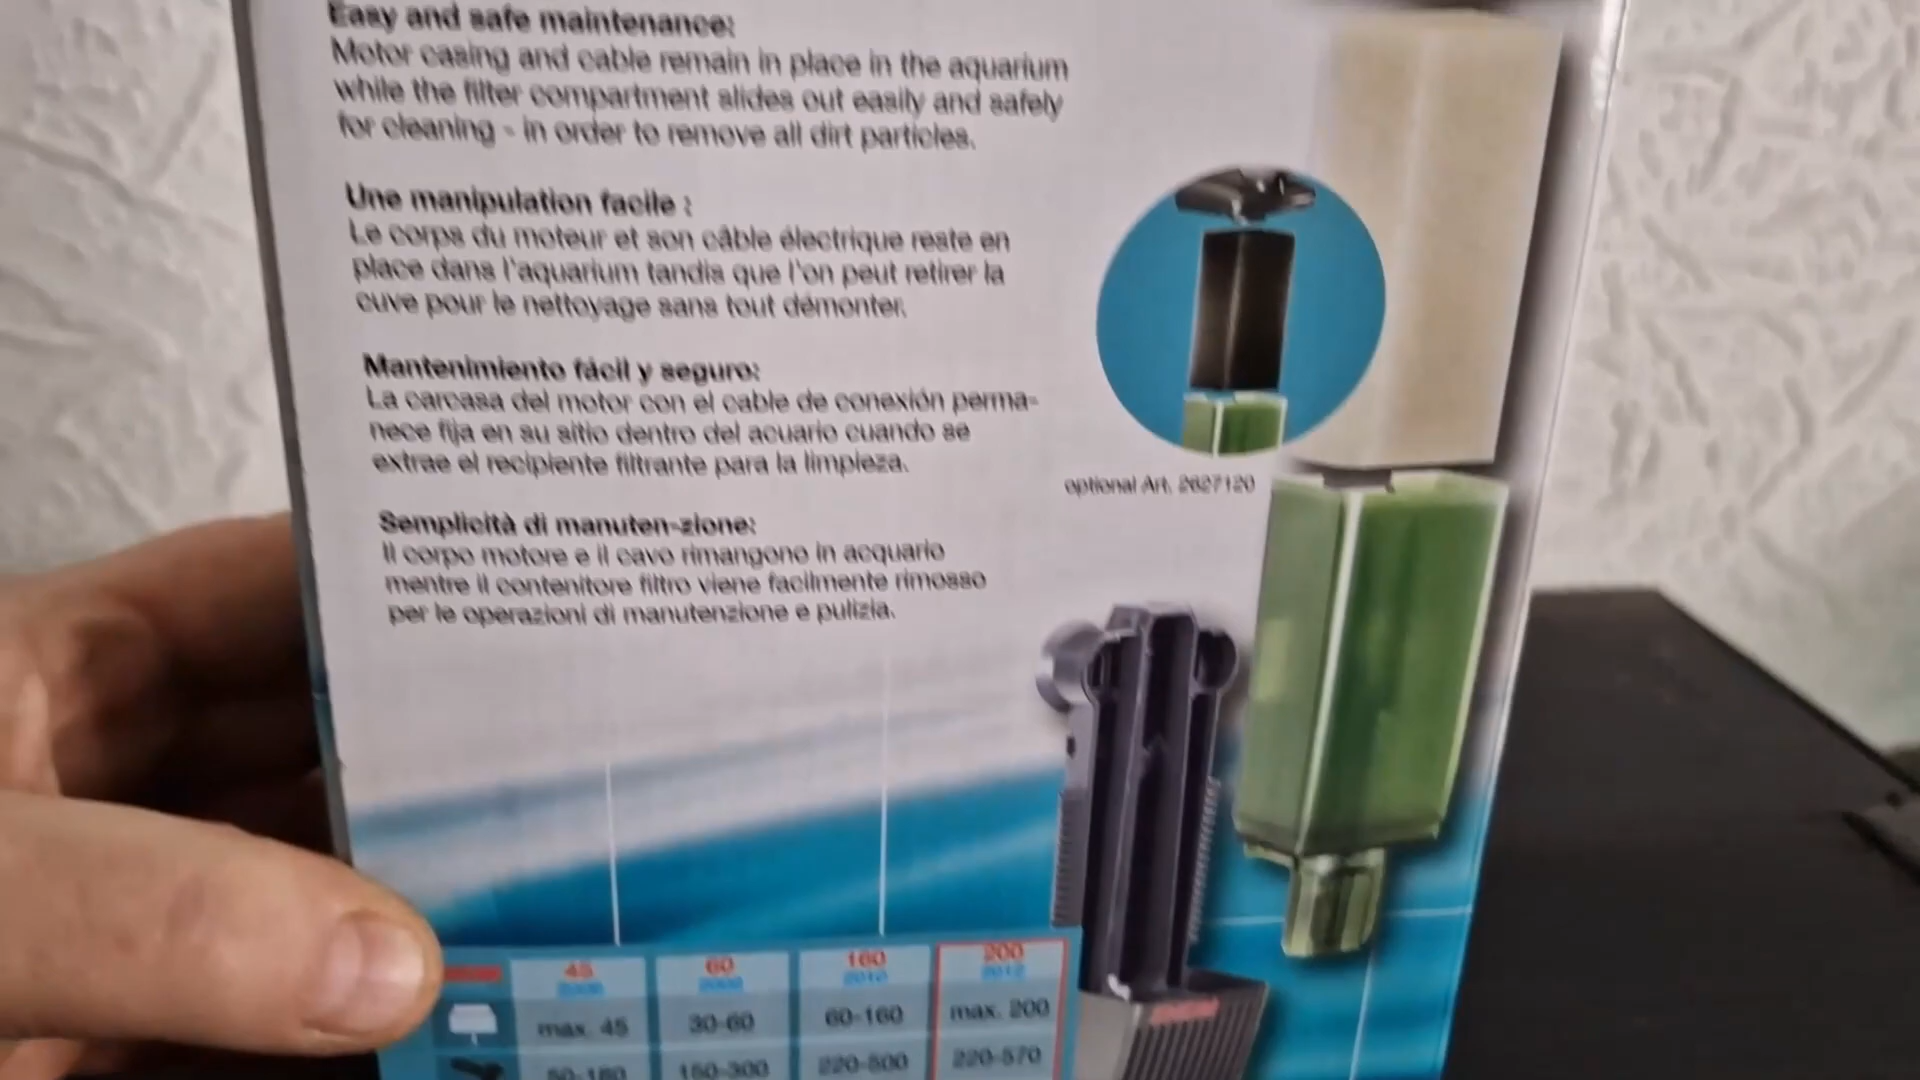 Easy and safe maintenance:
Motor casing and cable remain in place in the aquarium
while the filter compartment slides out easily and safely
for cleaning - in order to remove all dirt particles.
Une manipulation facile :
Le corps du moteur et son câble électrique reste en
place dans l'aquarium tandis que l'on peut retirer la
cuve pour le nettoyage sans tout démonter.
Mantenimiento fácil y seguro:
La carcasa del motor con el cable de conexión perma-
nece fija en su sitio dentro del acuario cuando se
extrae el recipiente filtrante para la limpieza.
optional Art. 2627120
Semplicità di manuten-zione:
Il corpo motore e il cavo rimangono in acquario
mentre il contenitore filtro viene facilmente rimosso
per le operazioni di manutenzione e pulizia.
45 60 160 200
2010 2012
max. 45 30-60 60-160 max. 200
150-300 220-500 220-570